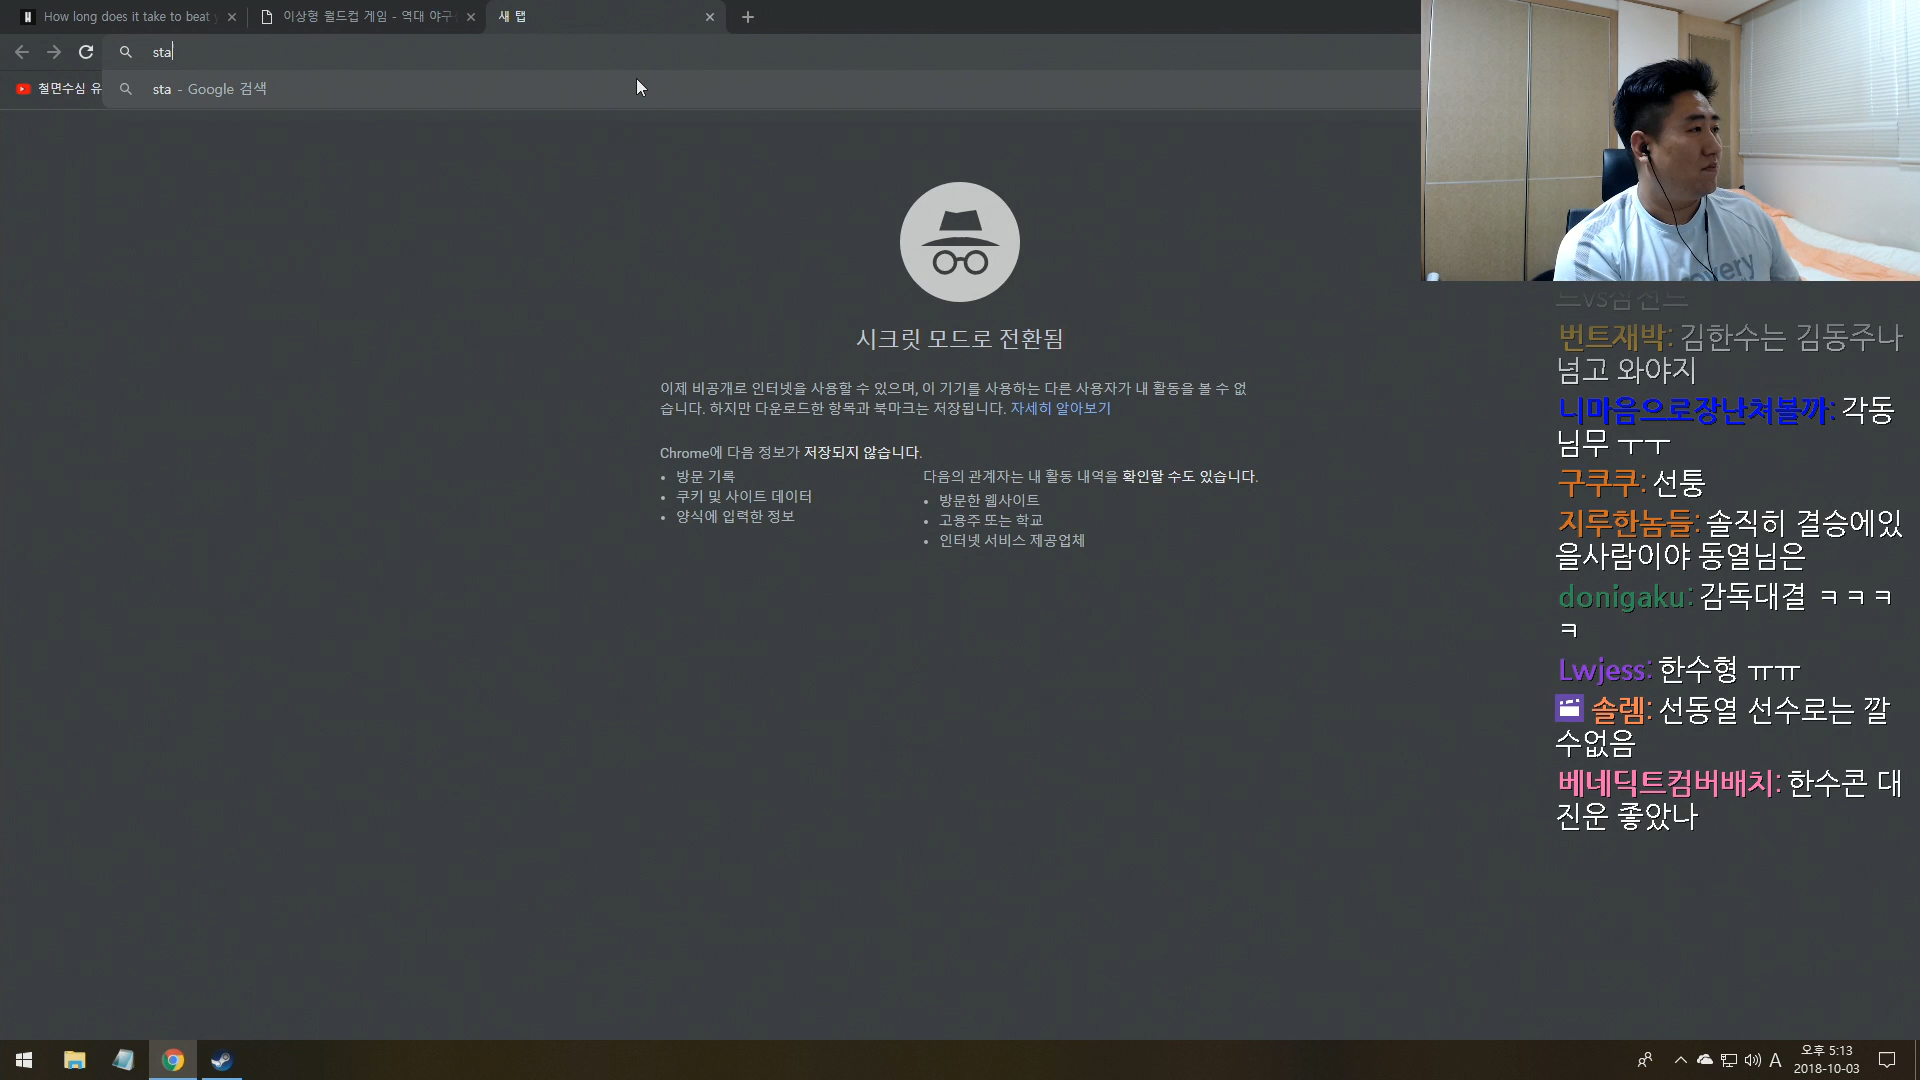 How long does it take to beat
이상형 월드컵 게임 - 역대 야구
새 탭
sta
철면수심 유
sta - Google 검색
시크릿 모드로 전환됨
이제 비공개로 인터넷을 사용할 수 있으며, 이 기기를 사용하는 다른 사용자가 내 활동을 볼 수 없
습니다. 하지만 다운로드한 항목과 북마크는 저장됩니다. 자세히 알아보기
Chrome에 다음 정보가 저장되지 않습니다.
• 방문 기록
• 쿠키 및 사이트 데이터
• 양식에 입력한 정보
다음의 관계자는 내 활동 내역을 확인할 수도 있습니다.
• 방문한 웹사이트
• 고용주 또는 학교
• 인터넷 서비스 제공업체
very
번트재박: 김한수는 김동주나
넘고 와야지
니마음으로장난쳐볼까: 각동
님무 ㅜㅜ
구쿠쿠: 선퉁
지루한놈들: 솔직히 결승에있
을사람이야 동열님은
donigaku: 감독대결 ㅋㅋㅋ
ㅋ
Lwjess: 한수형 ㅠㅠ
솔렘: 선동열 선수로는 깔
수없음
베네딕트컴버배치: 한수콘 대
진운 좋았나
A
오후 5:13
2018-10-03